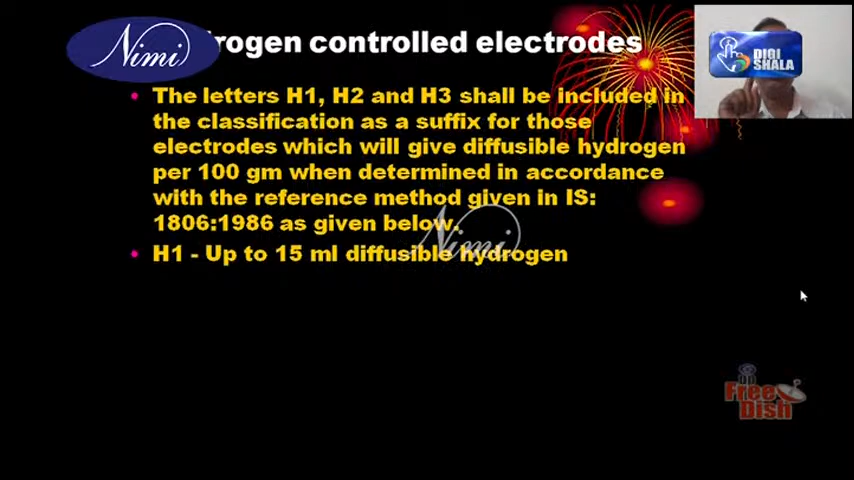 Nimi
rogen controlled electrodes
DIGI
SHALA
• The letters H1, H2 and H3 shall be included in
the classification as a suffix for those
electrodes which will give diffusible hydrogen
per 100 gm when determined in accordance
with the reference method given in IS:
1806:1986 as given below.
Nimi
• H1 - Up to 15 ml diffusible hydrogen
Free
Dish